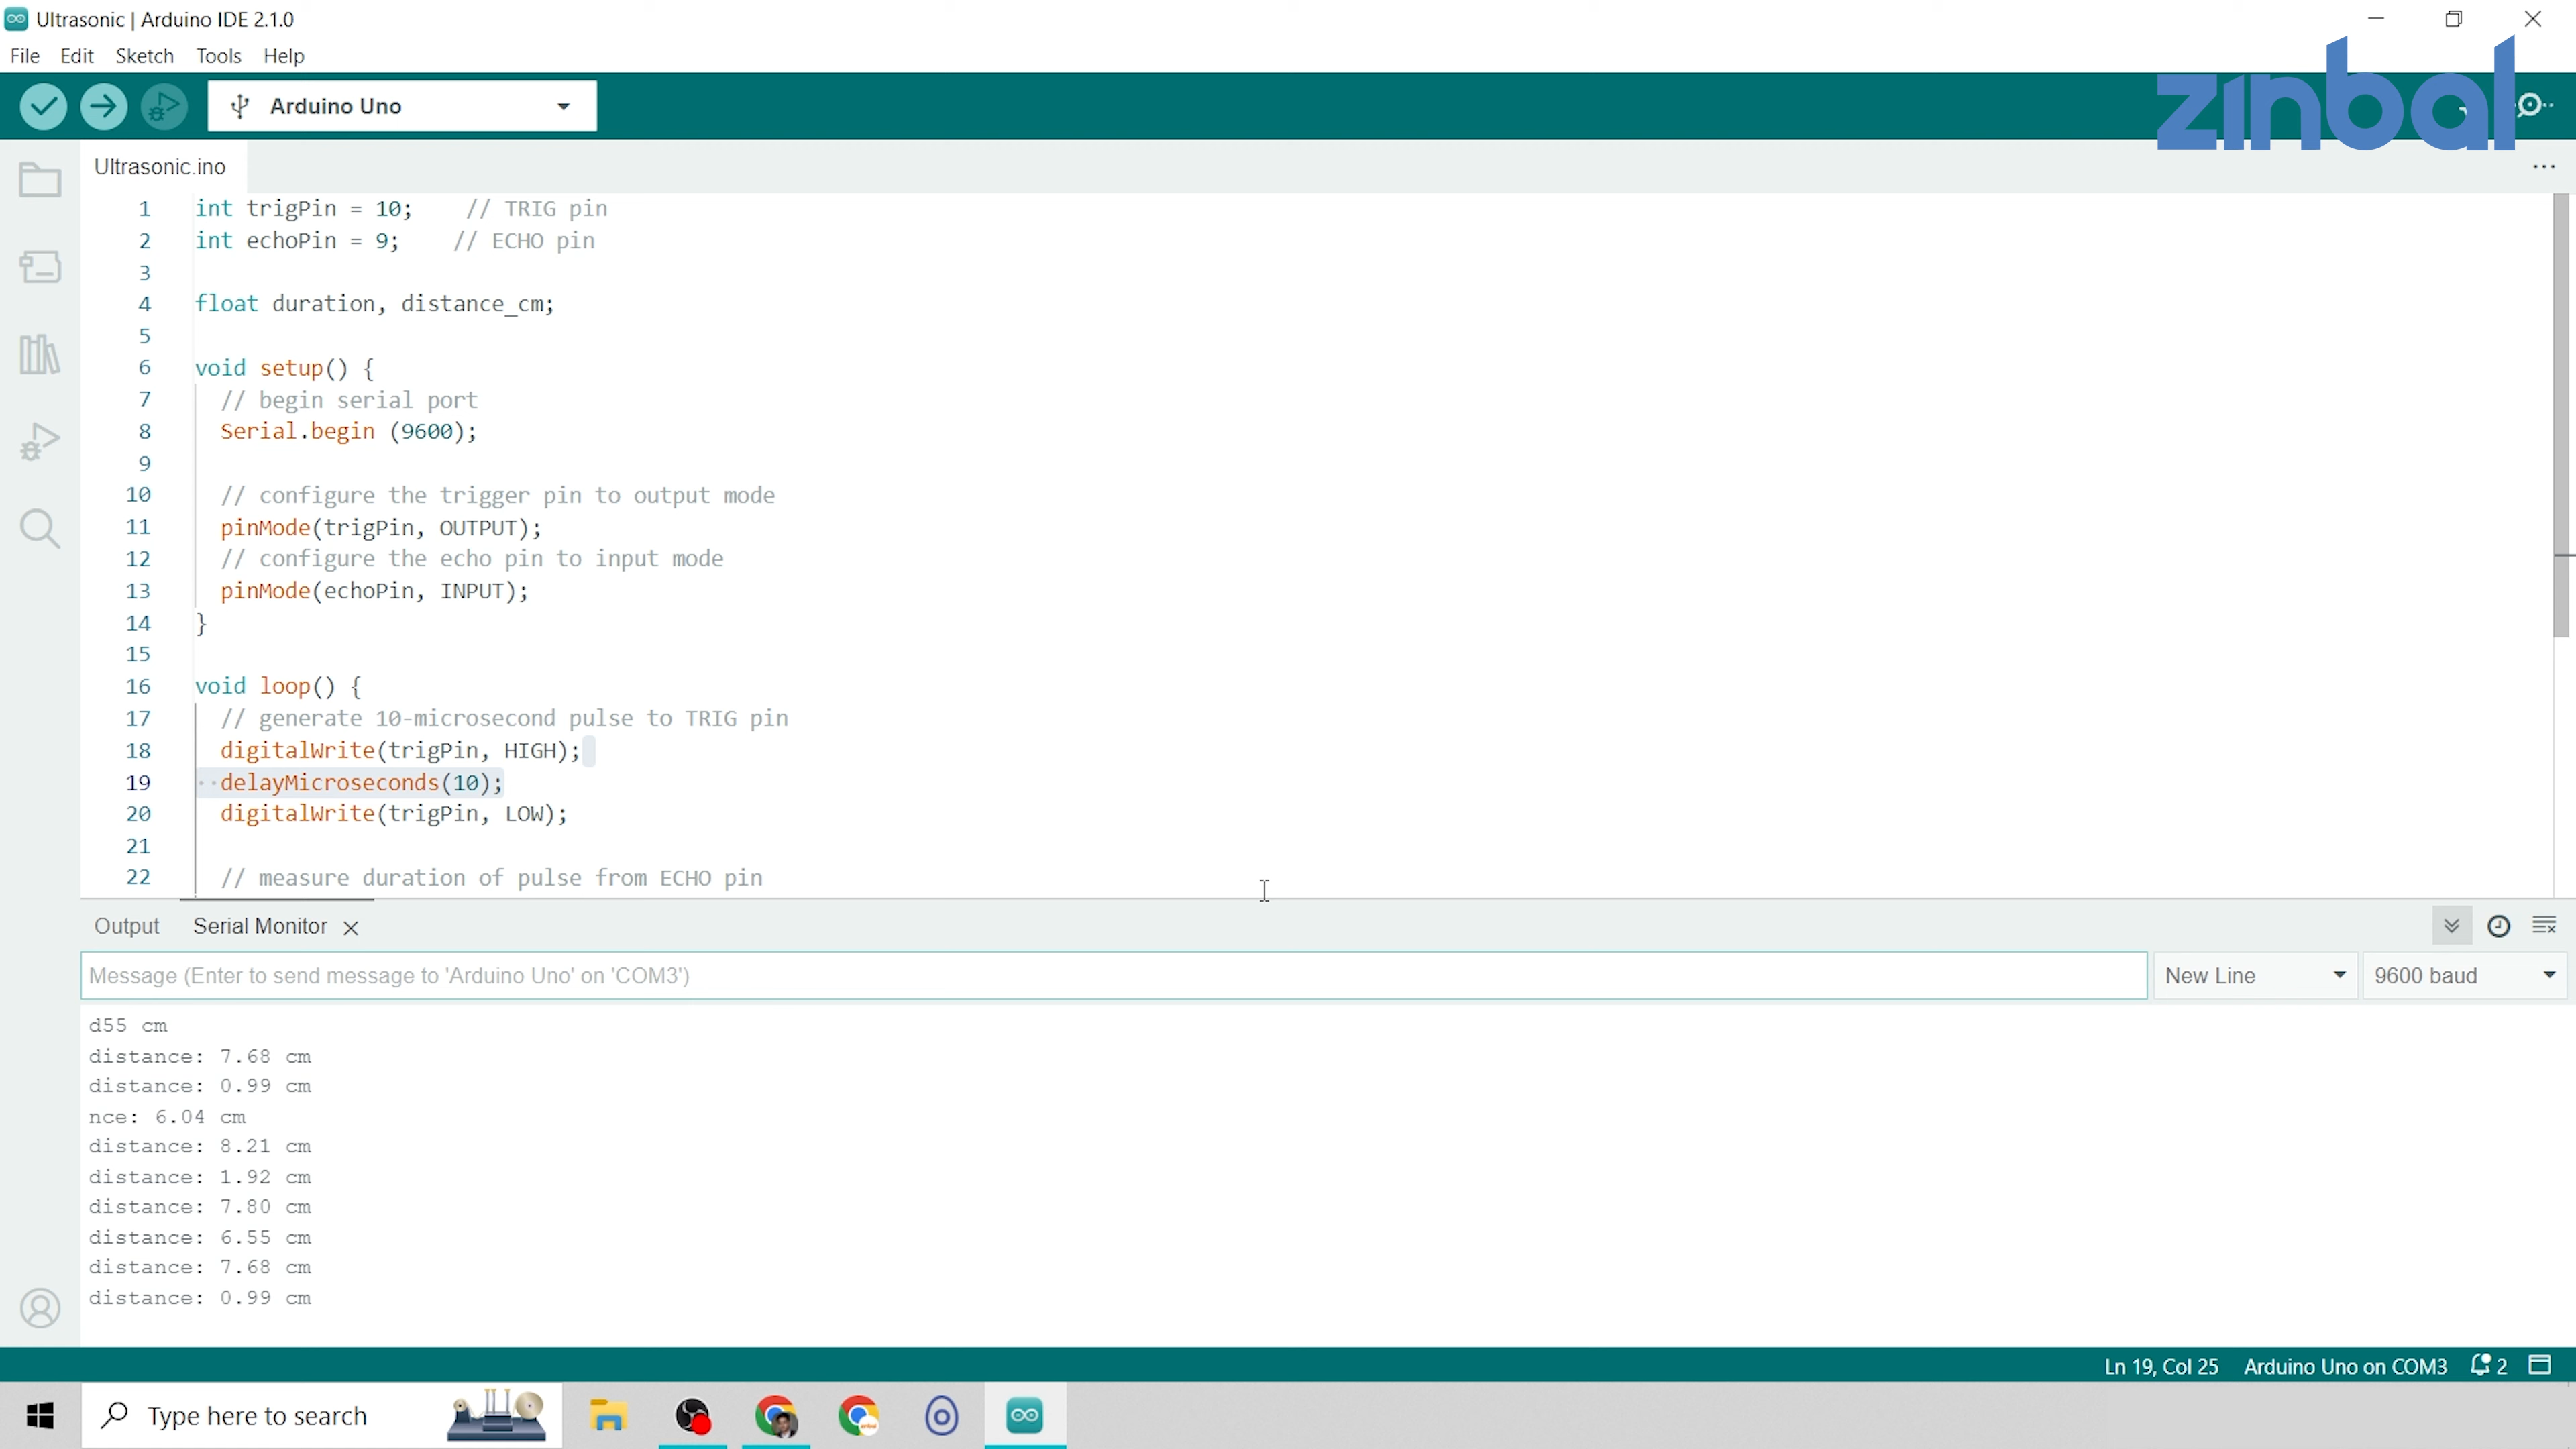 Ultrasonic | Arduino IDE 2.1.0
File Edit Sketch Tools Help
zinbal
Arduino Uno
Ultrasonic.ino
1 int trigPin = 10;    // TRIG pin
2 int echoPin = 9;    // ECHO pin
3
4 float duration, distance_cm;
5
6 void setup() {
7   // begin serial port
8   Serial.begin (9600);
9
10   // configure the trigger pin to output mode
11   pinMode(trigPin, OUTPUT);
12   // configure the echo pin to input mode
13   pinMode(echoPin, INPUT);
14 }
15
16 void loop() {
17   // generate 10-microsecond pulse to TRIG pin
18   digitalWrite(trigPin, HIGH);
19   delayMicroseconds(10);
20   digitalWrite(trigPin, LOW);
21
22   // measure duration of pulse from ECHO pin
Output Serial Monitor
Message (Enter to send message to 'Arduino Uno' on 'COM3') New Line 9600 baud
d55 cm
distance: 7.68 cm
distance: 0.99 cm
nce: 6.04 cm
distance: 8.21 cm
distance: 1.92 cm
distance: 7.80 cm
distance: 6.55 cm
distance: 7.68 cm
distance: 0.99 cm
Ln 19, Col 25 Arduino Uno on COM3 2
Type here to search